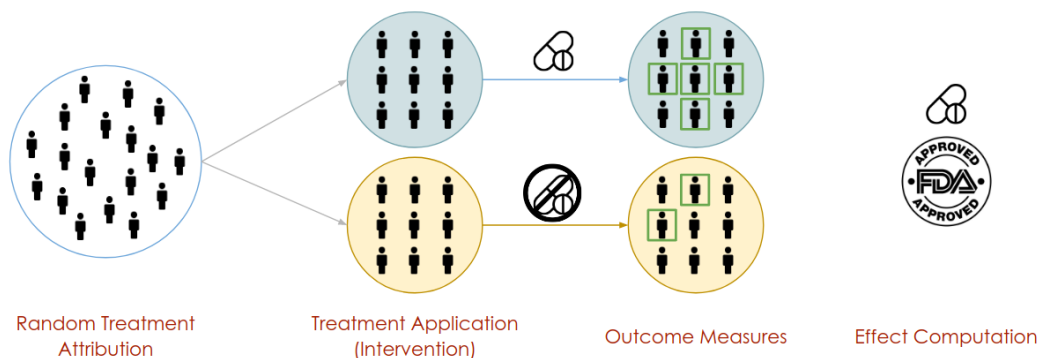 APPROVED
FDA
APPROVED
Random Treatment
Attribution
Treatment Application
(Intervention)
Outcome Measures
Effect Computation